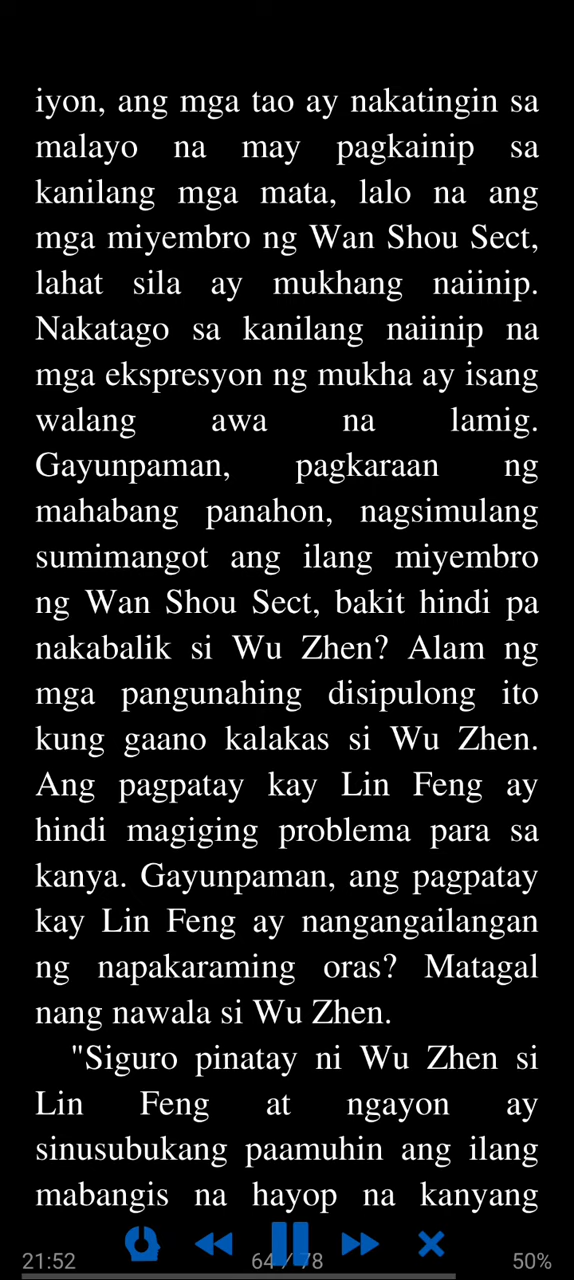 iyon, ang mga tao ay nakatingin sa
malayo na may pagkainip sa
kanilang mga mata, lalo na ang
mga miyembro ng Wan Shou Sect,
lahat sila ay mukhang naiinip.
Nakatago sa kanilang naiinip na
mga ekspresyon ng mukha ay isang
walang awa na lamig.
Gayunpaman, pagkaraan ng
mahabang panahon, nagsimulang
sumimangot ang ilang miyembro
ng Wan Shou Sect, bakit hindi pa
nakabalik si Wu Zhen? Alam ng
mga pangunahing disipulong ito
kung gaano kalakas si Wu Zhen.
Ang pagpatay kay Lin Feng ay
hindi magiging problema para sa
kanya. Gayunpaman, ang pagpatay
kay Lin Feng ay nangangailangan
ng napakaraming oras? Matagal
nang nawala si Wu Zhen.
"Siguro pinatay ni Wu Zhen si
Lin Feng at ngayon ay
sinusubukang paamuhin ang ilang
mabangis na hayop na kanyang
21:52 64 / 78 50%